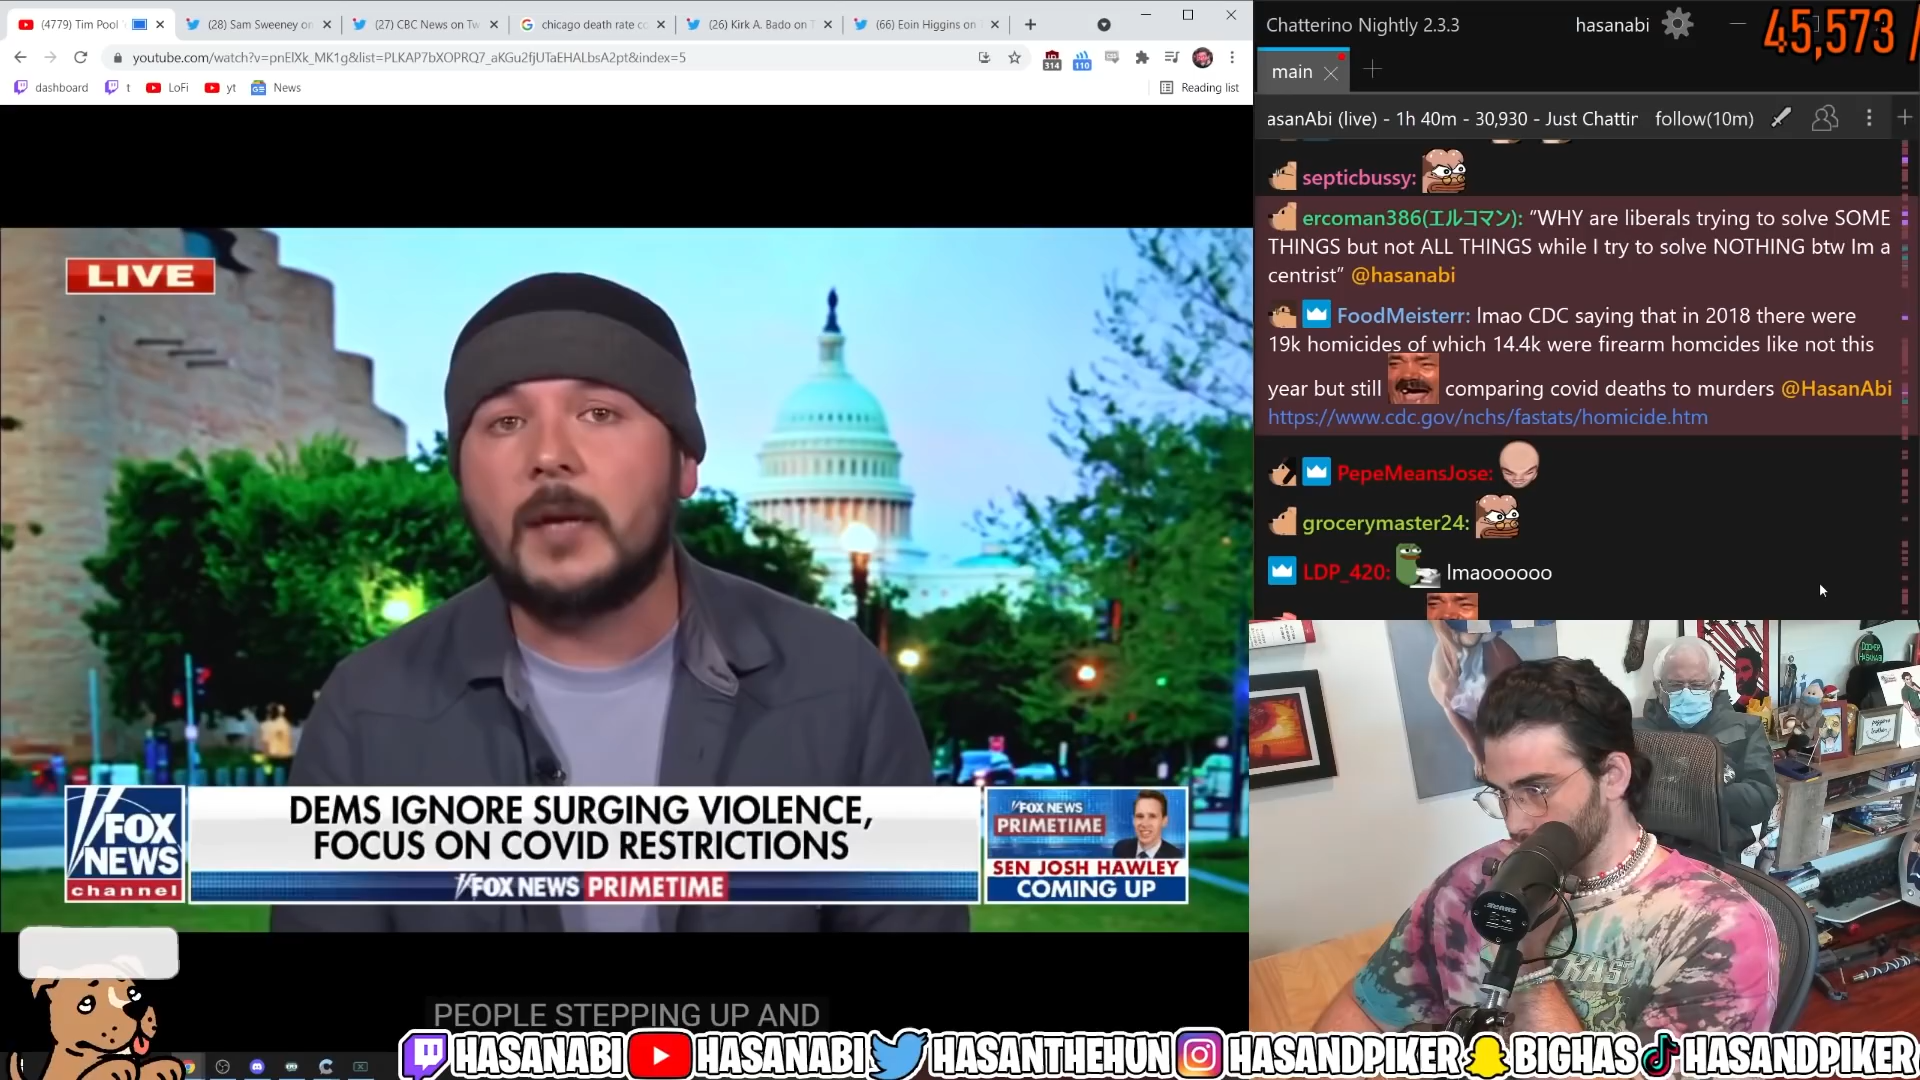 (4779) Tim Pool
(28) Sam Sweeney on
(27) CBC News on Tw
chicago death rate co
(26) Kirk A. Bado on T
(66) Eoin Higgins on
youtube.com/watch?v=pnElXk_MK1g&list=PLKAP7bXOPRQ7_aKGu2fjUTaEHALbsA2pt&index=5
314
110
dashboard
t
LoFi
yt
News
Reading list
LIVE
FOX
NEWS
channel
DEMS IGNORE SURGING VIOLENCE,
FOCUS ON COVID RESTRICTIONS
FOX NEWS PRIMETIME
FOX NEWS
PRIMETIME
SEN JOSH HAWLEY
COMING UP
PEOPLE STEPPING UP AND
Chatterino Nightly 2.3.3
hasanabi
45,573 /
main
asanAbi (live) - 1h 40m - 30,930 - Just Chattin
follow(10m)
septicbussy:
ercoman386(エルコマン): "WHY are liberals trying to solve SOME
THINGS but not ALL THINGS while I try to solve NOTHING btw Im a
centrist" @hasanabi
FoodMeisterr: lmao CDC saying that in 2018 there were
19k homicides of which 14.4k were firearm homcides like not this
year but still comparing covid deaths to murders @HasanAbi
https://www.cdc.gov/nchs/fastats/homicide.htm
PepeMeansJose:
grocerymaster24:
LDP_420: lmaoooooo
HASANABI
HASANABI
HASANTHEHUN
HASANDPIKER
BIGHAS
HASANDPIKER